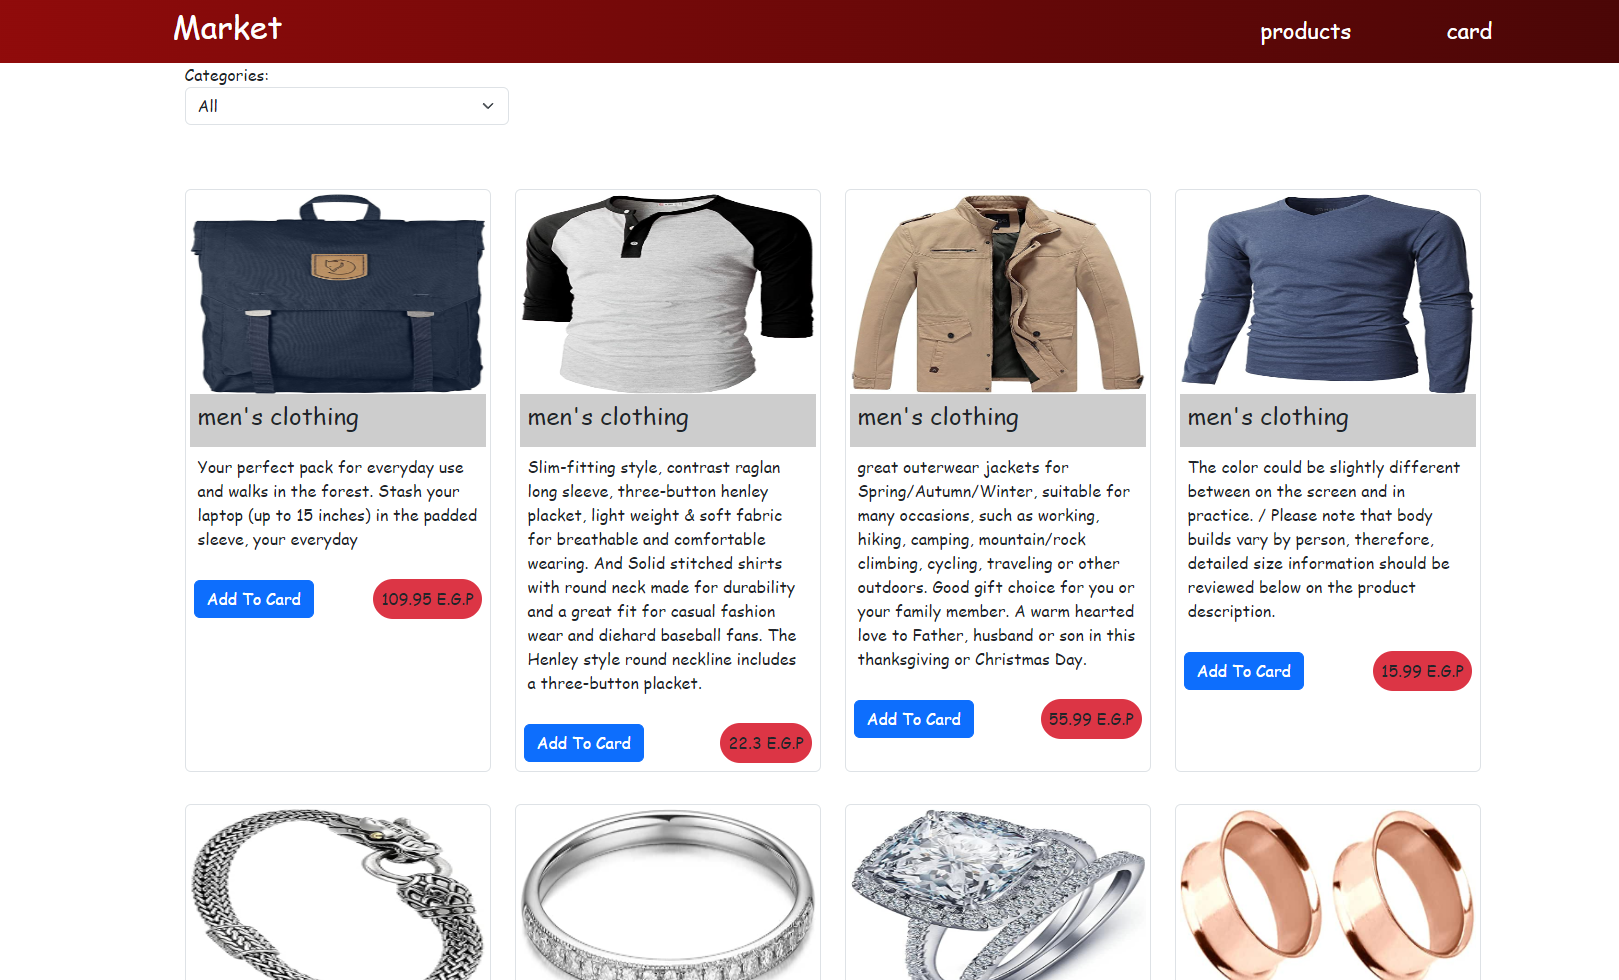 Market
products
card
Categories:
All
men's clothing
Your perfect pack for everyday use
and walks in the forest. Stash your
laptop (up to 15 inches) in the padded
sleeve, your everyday
Add To Card
109.95 E.G.P
men's clothing
Slim-fitting style, contrast raglan
long sleeve, three-button henley
placket, light weight & soft fabric
for breathable and comfortable
wearing. And Solid stitched shirts
with round neck made for durability
and a great fit for casual fashion
wear and diehard baseball fans. The
Henley style round neckline includes
a three-button placket.
Add To Card
22.3 E.G.P
men's clothing
great outerwear jackets for
Spring/Autumn/Winter, suitable for
many occasions, such as working,
hiking, camping, mountain/rock
climbing, cycling, traveling or other
outdoors. Good gift choice for you or
your family member. A warm hearted
love to Father, husband or son in this
thanksgiving or Christmas Day.
Add To Card
55.99 E.G.P
men's clothing
The color could be slightly different
between on the screen and in
practice. / Please note that body
builds vary by person, therefore,
detailed size information should be
reviewed below on the product
description.
Add To Card
15.99 E.G.P